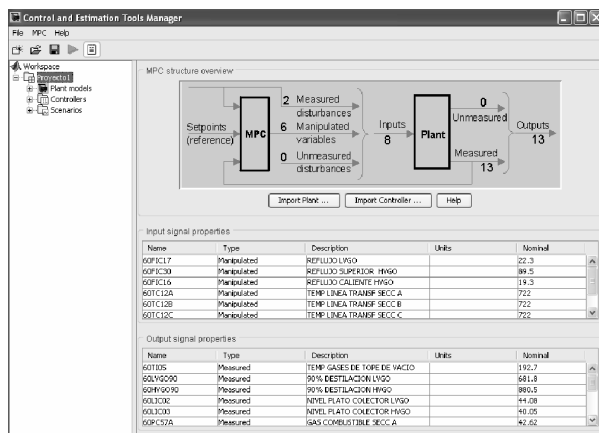 Control and Estimation Tools Manager
File MPC Help
Workspace
Proyecto1
Plant models
Controllers
Scenarios
MPC structure overview
Setpoints (reference)
MPC
2 Measured disturbances
6 Manipulated variables
0 Unmeasured disturbances
Inputs
8
Plant
0
Unmeasured
Measured
13
Outputs
13
Import Plant ... Import Controller ... Help
Input signal properties
Name Type Description Units Nominal
60FIC17 Manipulated REFLUJO LVGO 22.3
60FIC30 Manipulated REFLUJO SUPERIOR HVGO 89.5
60FIC16 Manipulated REFLUJO CALIENTE HVGO 19.3
60TC12A Manipulated TEMP LINEA TRANSF SECC A 722
60TC12B Manipulated TEMP LINEA TRANSF SECC B 722
60TC12C Manipulated TEMP LINEA TRANSF SECC C 722
Output signal properties
Name Type Description Units Nominal
60TI05 Measured TEMP GASES DE TOPE DE VACIO 192.7
60LVGO90 Measured 90% DESTILACION LVGO 681.8
60HVGO90 Measured 90% DESTILACION HVGO 880.5
60LIC02 Measured NIVEL PLATO COLECTOR LVGO 44.08
60LIC03 Measured NIVEL PLATO COLECTOR HVGO 40.05
60PC57A Measured GAS COMBUSTIBLE SECC A 42.62